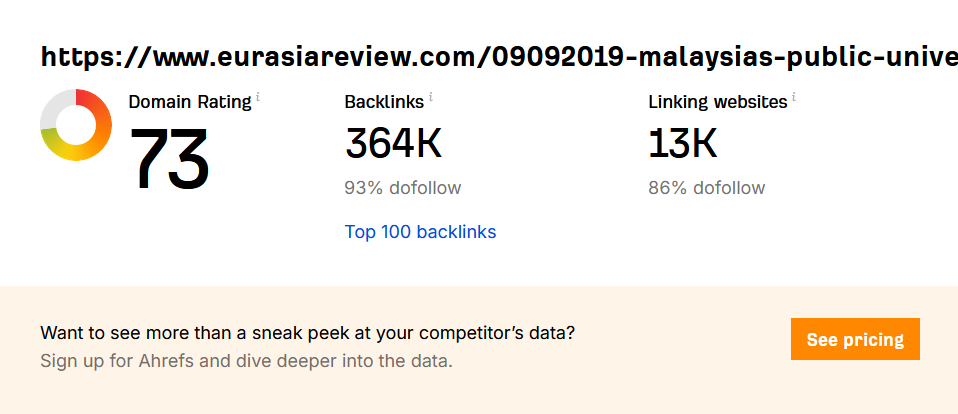 https://www.eurasiareview.com/09092019-malaysias-public-unive
Domain Rating i
73
Backlinks i
364K
93% dofollow
Top 100 backlinks
Linking websites i
13K
86% dofollow
Want to see more than a sneak peek at your competitor's data?
Sign up for Ahrefs and dive deeper into the data.
See pricing